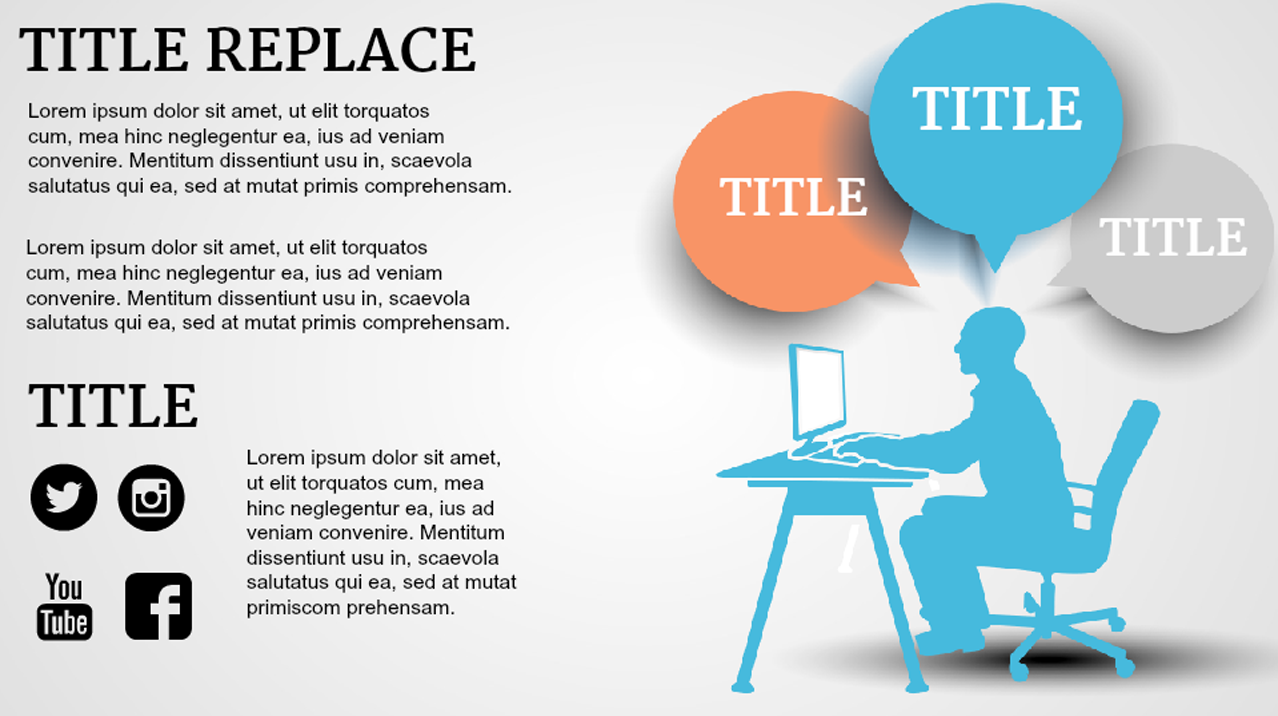 TITLE REPLACE
Lorem ipsum dolor sit amet, ut elit torquatos
cum, mea hinc neglegentur ea, ius ad veniam
convenire. Mentitum dissentiunt usu in, scaevola
salutatus qui ea, sed at mutat primis comprehensam.
Lorem ipsum dolor sit amet, ut elit torquatos
cum, mea hinc neglegentur ea, ius ad veniam
convenire. Mentitum dissentiunt usu in, scaevola
salutatus qui ea, sed at mutat primis comprehensam.
TITLE
You
Tube
Lorem ipsum dolor sit amet,
ut elit torquatos cum, mea
hinc neglegentur ea, ius ad
veniam convenire. Mentitum
dissentiunt usu in, scaevola
salutatus qui ea, sed at mutat
primiscom prehensam.
TITLE
TITLE
TITLE